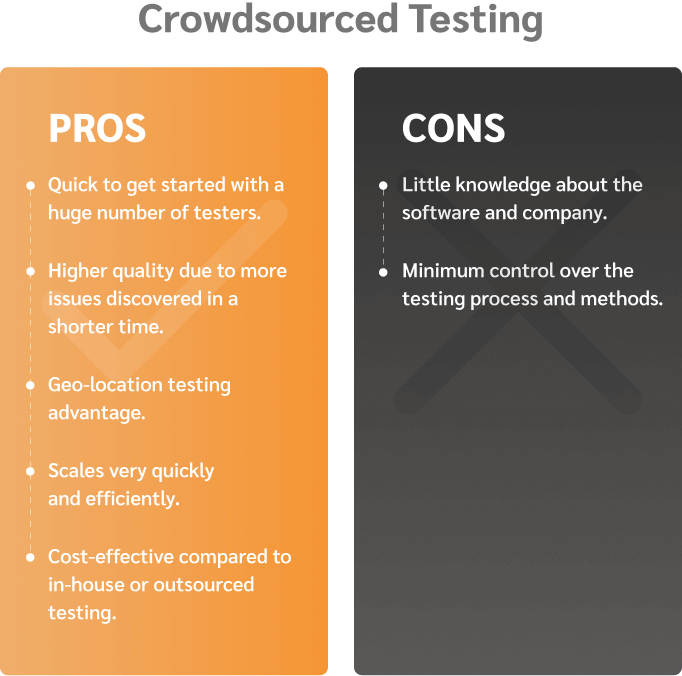 Crowdsourced Testing
PROS
Quick to get started with a
huge number of testers.
Higher quality due to more
issues discovered in a
shorter time.
Geo-location testing
advantage.
Scales very quickly
and efficiently.
Cost-effective compared to
in-house or outsourced
testing.
CONS
Little knowledge about the
software and company.
Minimum control over the
testing process and methods.